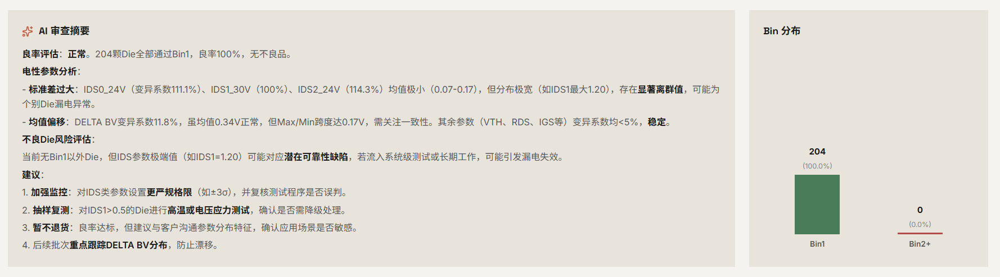 AI 审查摘要
良率评估：正常。204颗Die全部通过Bin1，良率100%，无不良品。
电性参数分析：
- 标准差过大：IDS0_24V（变异系数111.1%）、IDS1_30V（100%）、IDS2_24V（114.3%）均值极小（0.07-0.17），但分布极宽（如IDS1最大1.20），存在显著离群值，可能为
个别Die漏电异常。
- 均值偏移：DELTA BV变异系数11.8%，虽均值0.34V正常，但Max/Min跨度达0.17V，需关注一致性。其余参数（VTH、RDS、IGS等）变异系数均<5%，稳定。
不良Die风险评估：
当前无Bin1以外Die，但IDS参数极端值（如IDS1=1.20）可能对应潜在可靠性缺陷，若流入系统级测试或长期工作，可能引发漏电失效。
建议：
1. 加强监控：对IDS类参数设置更严规格限（如±3σ），并复核测试程序是否误判。
2. 抽样复测：对IDS1>0.5的Die进行高温或电压应力测试，确认是否需降级处理。
3. 暂不退货：良率达标，但建议与客户沟通参数分布特征，确认应用场景是否敏感。
4. 后续批次重点跟踪DELTA BV分布，防止漂移。
Bin 分布
204
(100.0%)
0
(0.0%)
Bin1
Bin2+